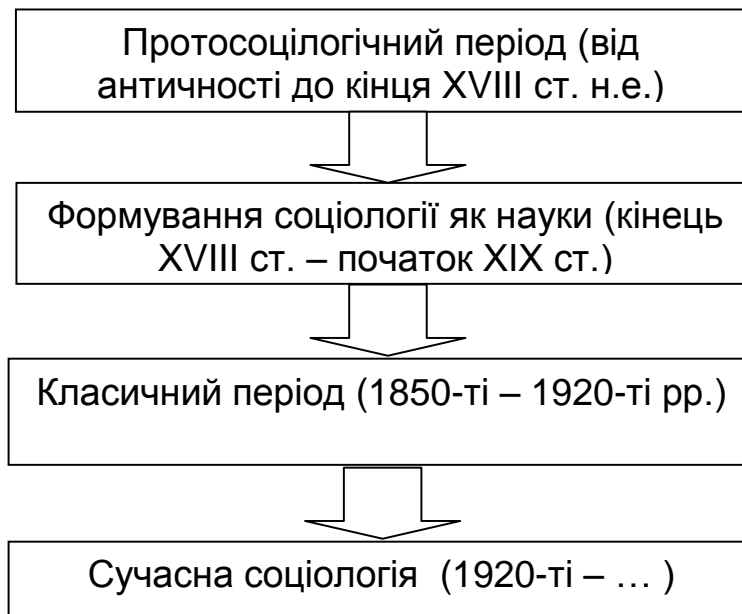 Протосоцілогічний період (від
античності до кінця XVIII ст. н.е.)
Формування соціології як науки (кінець
XVIII ст. – початок XIX ст.)
Класичний період (1850-ті – 1920-ті рр.)
Сучасна соціологія (1920-ті – ... )